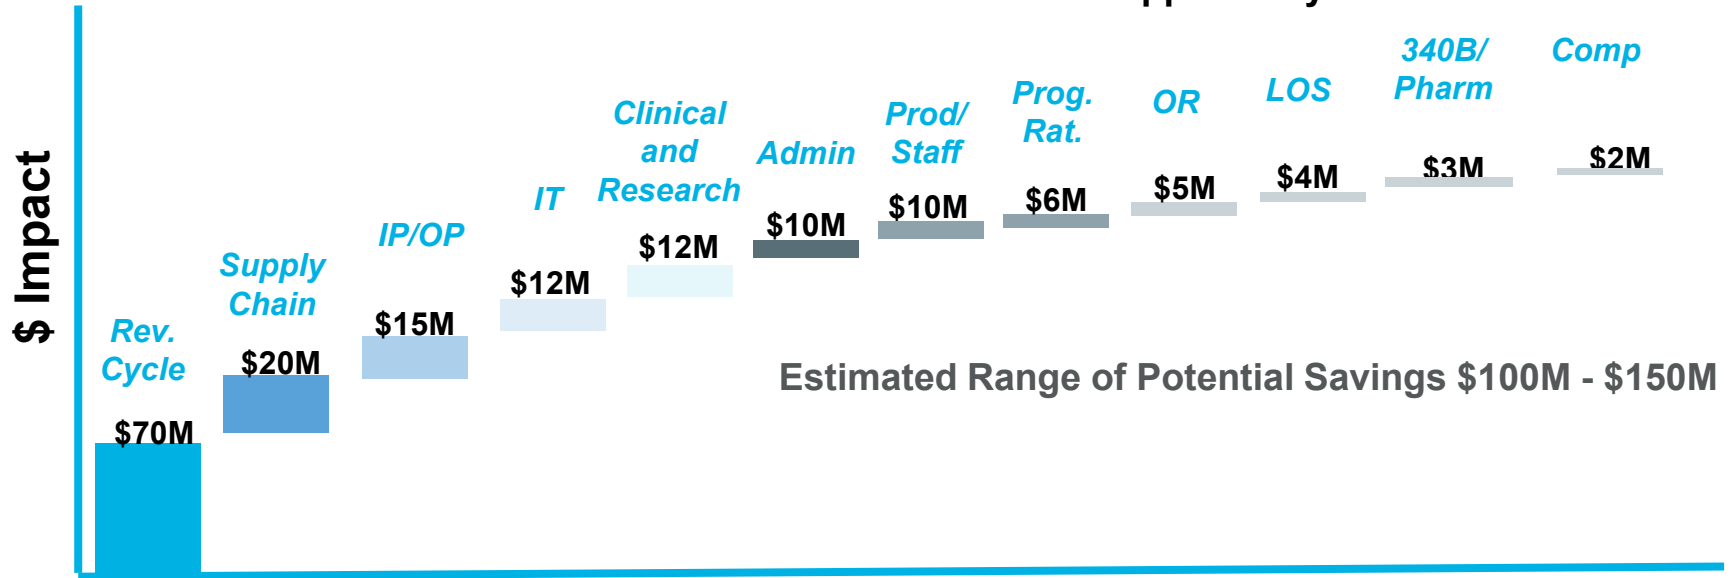 $ Impact
Rev.
Cycle
$70M
Supply
Chain
$20M
IP/OP
$15M
IT
$12M
Clinical
and
Research
$12M
Admin
$10M
Prod/
Staff
$10M
Prog.
Rat.
$6M
OR
$5M
LOS
$4M
340B/
Pharm
$3M
Comp
$2M
Estimated Range of Potential Savings $100M - $150M